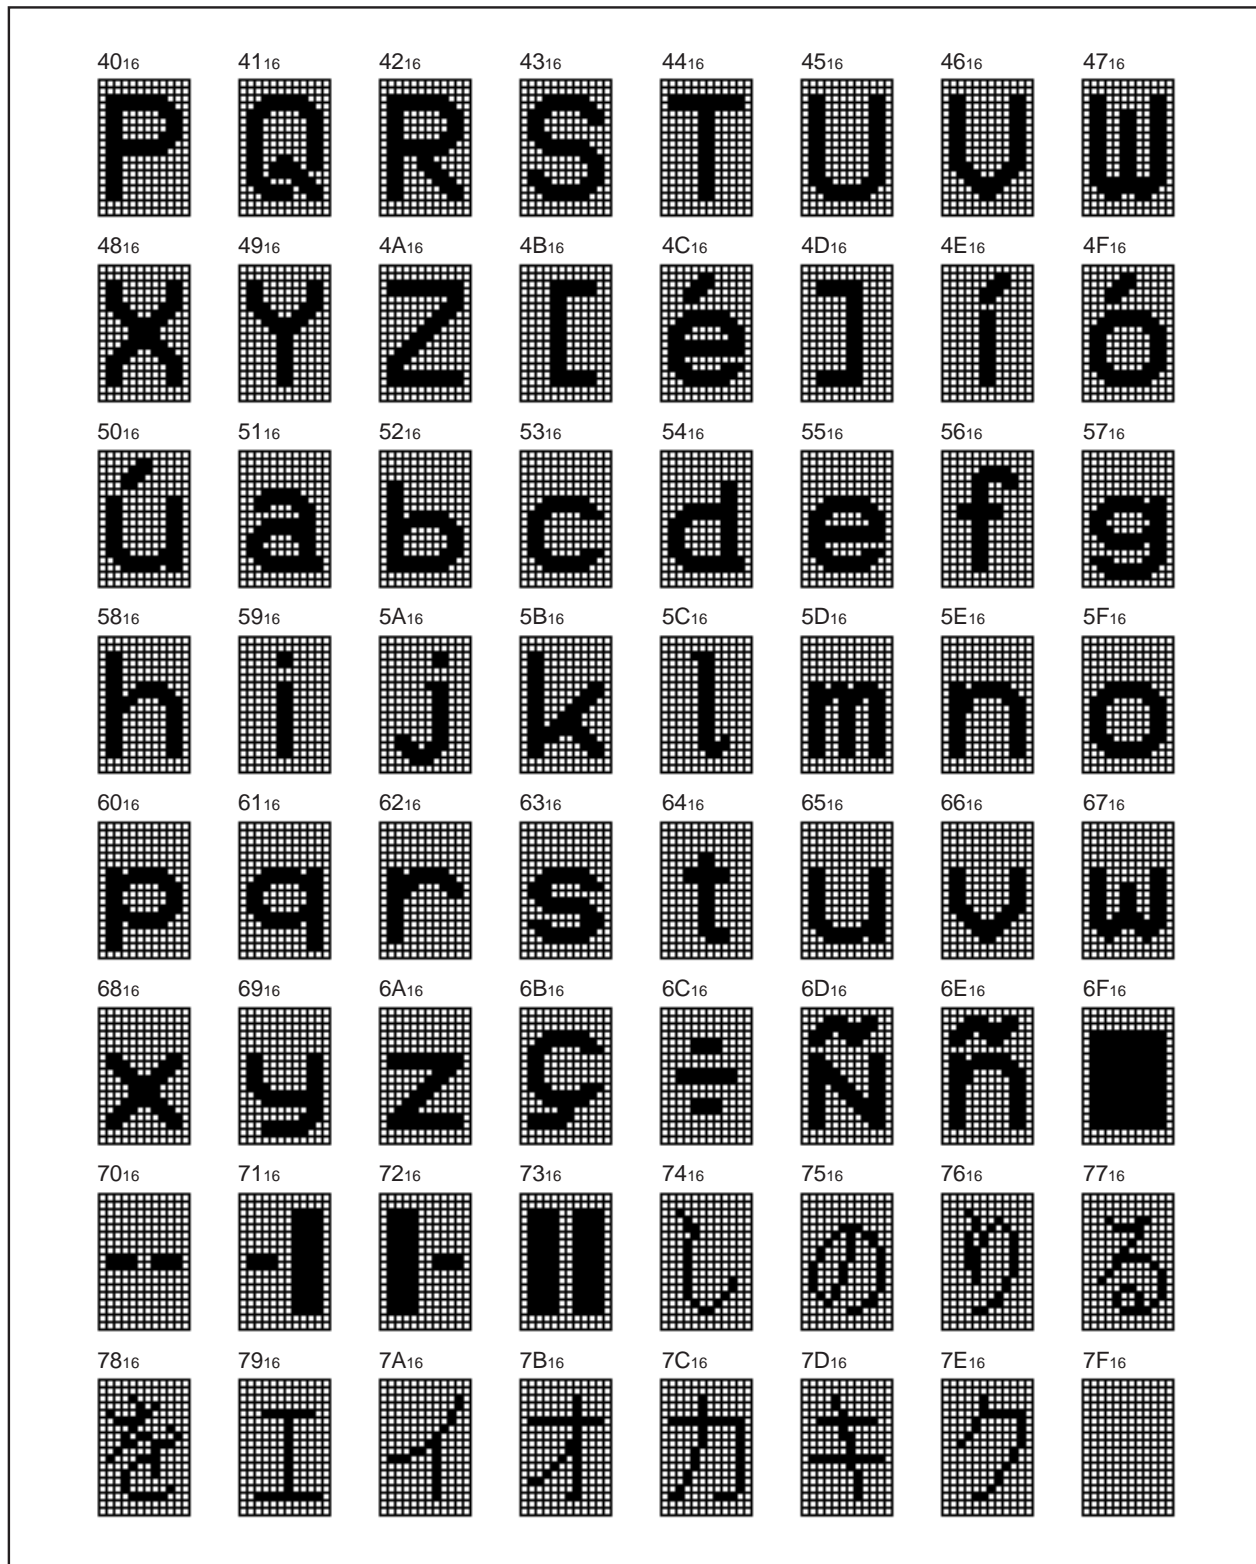 40₁₆ 41₁₆ 42₁₆ 43₁₆ 44₁₆ 45₁₆ 46₁₆ 47₁₆
P Q R S T U V W
48₁₆ 49₁₆ 4A₁₆ 4B₁₆ 4C₁₆ 4D₁₆ 4E₁₆ 4F₁₆
X Y Z [ é ] í ó
50₁₆ 51₁₆ 52₁₆ 53₁₆ 54₁₆ 55₁₆ 56₁₆ 57₁₆
ú a b c d e f g
58₁₆ 59₁₆ 5A₁₆ 5B₁₆ 5C₁₆ 5D₁₆ 5E₁₆ 5F₁₆
h i j k l m n o
60₁₆ 61₁₆ 62₁₆ 63₁₆ 64₁₆ 65₁₆ 66₁₆ 67₁₆
p q r s t u v w
68₁₆ 69₁₆ 6A₁₆ 6B₁₆ 6C₁₆ 6D₁₆ 6E₁₆ 6F₁₆
x y z ç ÷ Ñ ñ
70₁₆ 71₁₆ 72₁₆ 73₁₆ 74₁₆ 75₁₆ 76₁₆ 77₁₆
し の り る
78₁₆ 79₁₆ 7A₁₆ 7B₁₆ 7C₁₆ 7D₁₆ 7E₁₆ 7F₁₆
エ イ オ カ キ ク